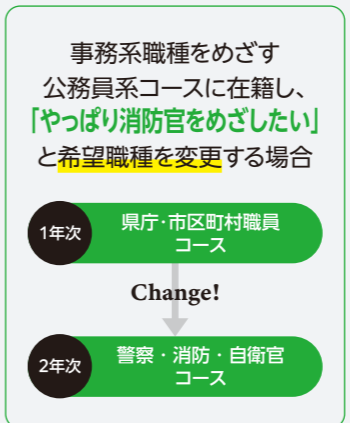 事務系職種をめざす
公務員系コースに在籍し、
「やっぱり消防官をめざしたい」
と希望職種を変更する場合
1年次
県庁・市区町村職員
コース
Change!
2年次
警察・消防・自衛官
コース